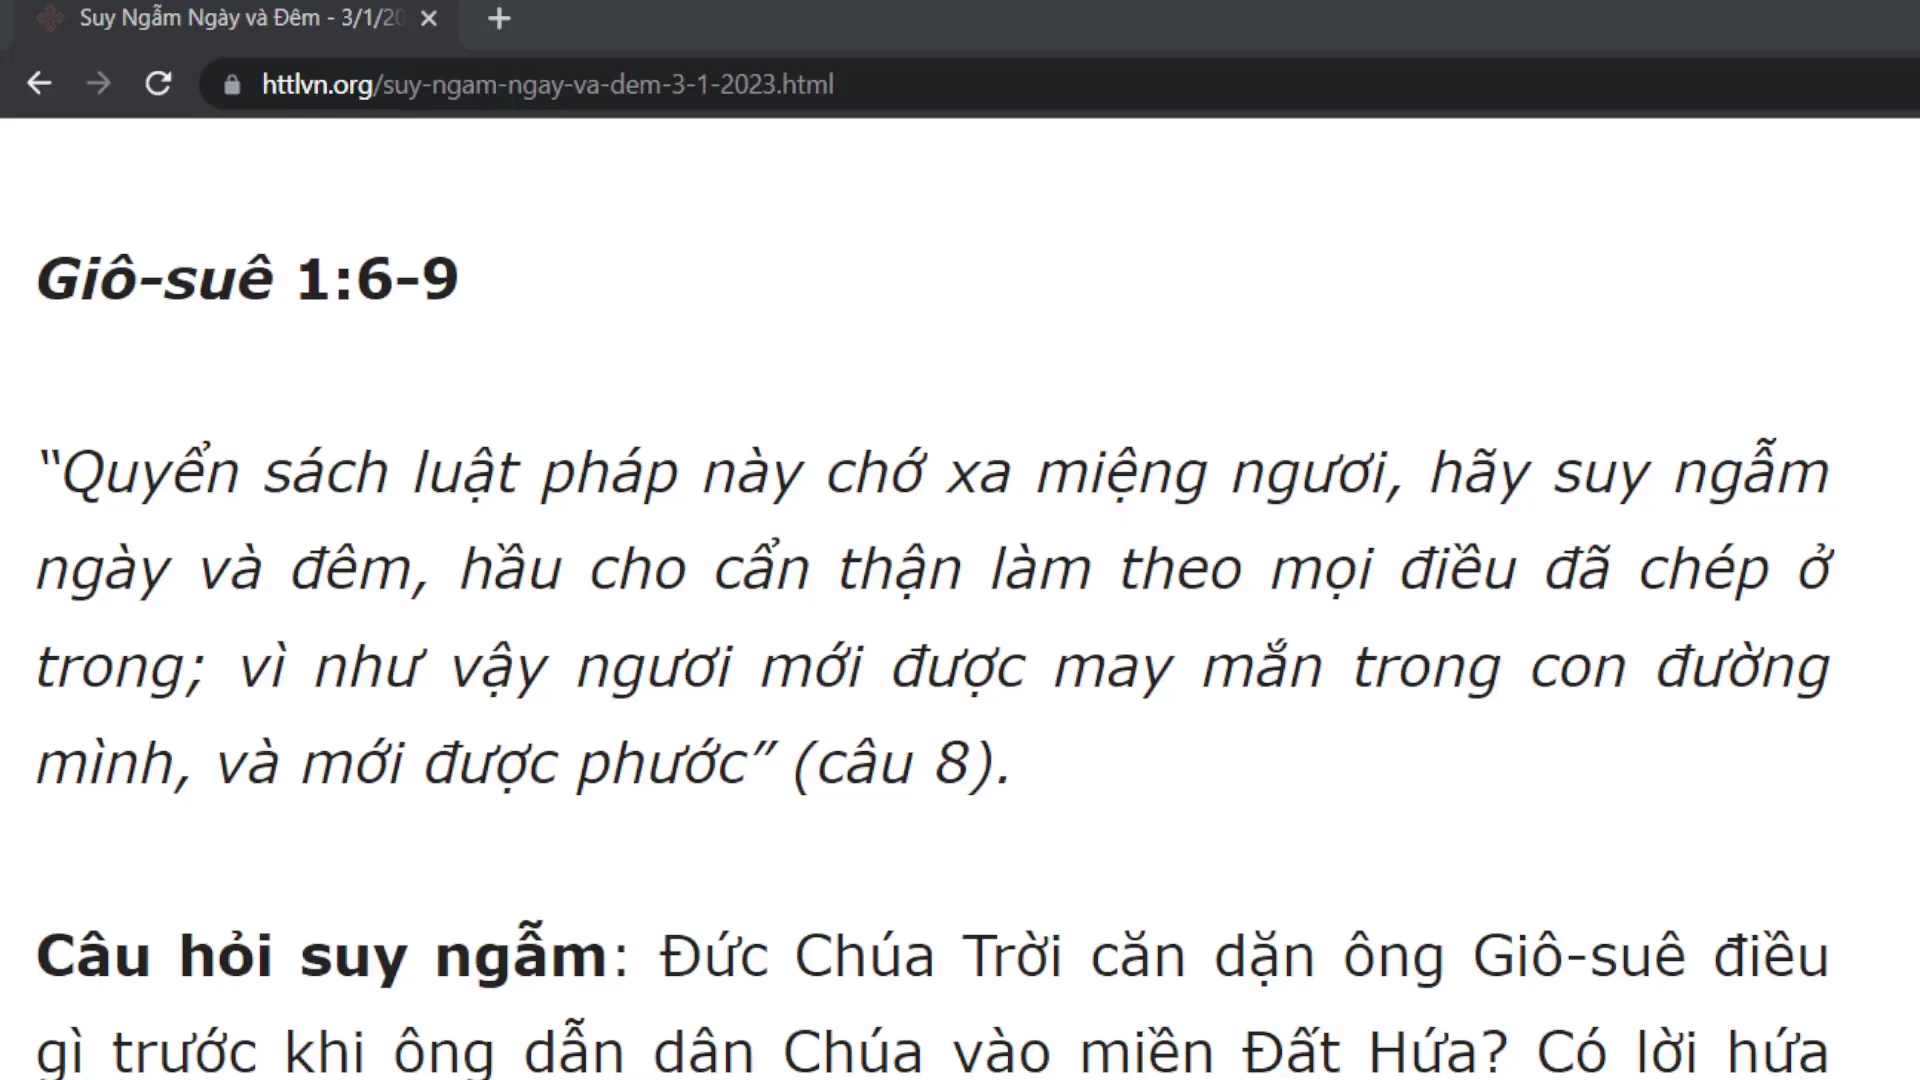 Suy Ngẫm Ngày và Đêm - 3/1/20
httlvn.org/suy-ngam-ngay-va-dem-3-1-2023.html
Giô-suê 1:6-9
“Quyển sách luật pháp này chớ xa miệng ngươi, hãy suy ngẫm
ngày và đêm, hầu cho cẩn thận làm theo mọi điều đã chép ở
trong; vì như vậy ngươi mới được may mắn trong con đường
mình, và mới được phước” (câu 8).
Câu hỏi suy ngẫm: Đức Chúa Trời căn dặn ông Giô-suê điều
gì trước khi ông dẫn dân Chúa vào miền Đất Hứa? Có lời hứa